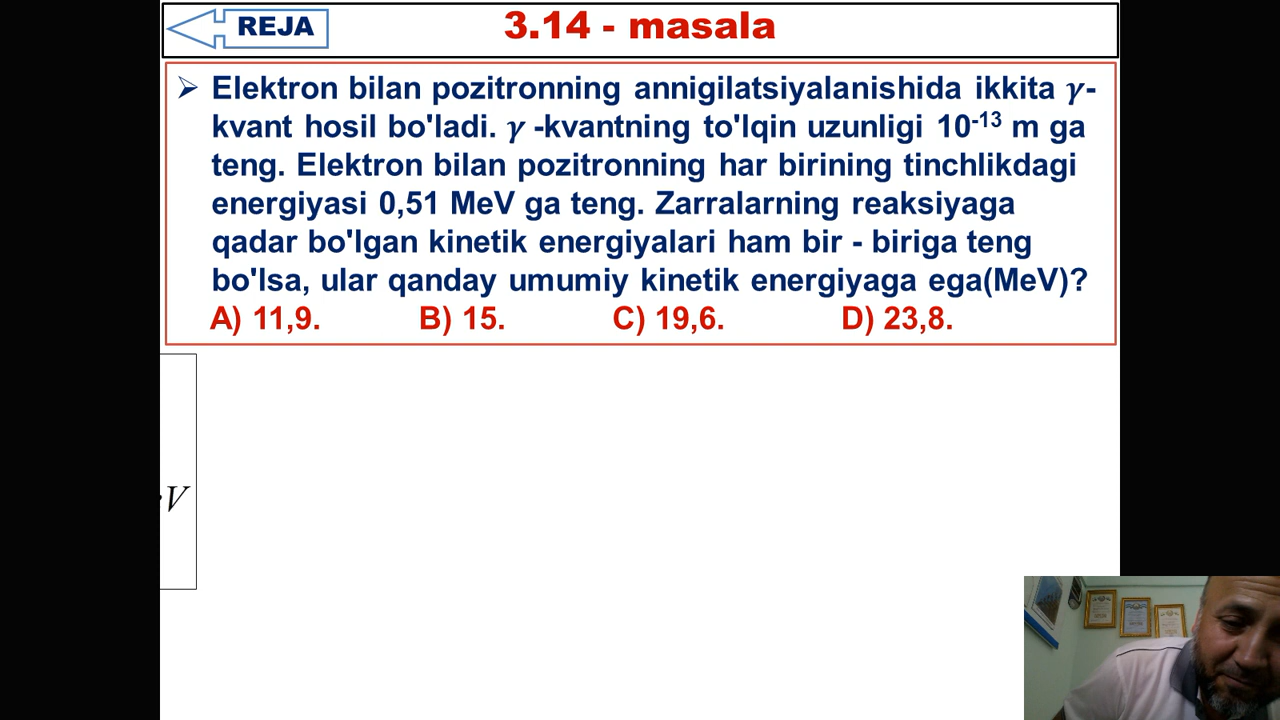 REJA
3.14 - masala
➢ Elektron bilan pozitronning annigilatsiyalanishida ikkita γ-
kvant hosil bo'ladi. γ -kvantning to'lqin uzunligi 10⁻¹³ m ga
teng. Elektron bilan pozitronning har birining tinchlikdagi
energiyasi 0,51 MeV ga teng. Zarralarning reaksiyaga
qadar bo'lgan kinetik energiyalari ham bir - biriga teng
bo'lsa, ular qanday umumiy kinetik energiyaga ega(MeV)?
A) 11,9. B) 15. C) 19,6. D) 23,8.
V